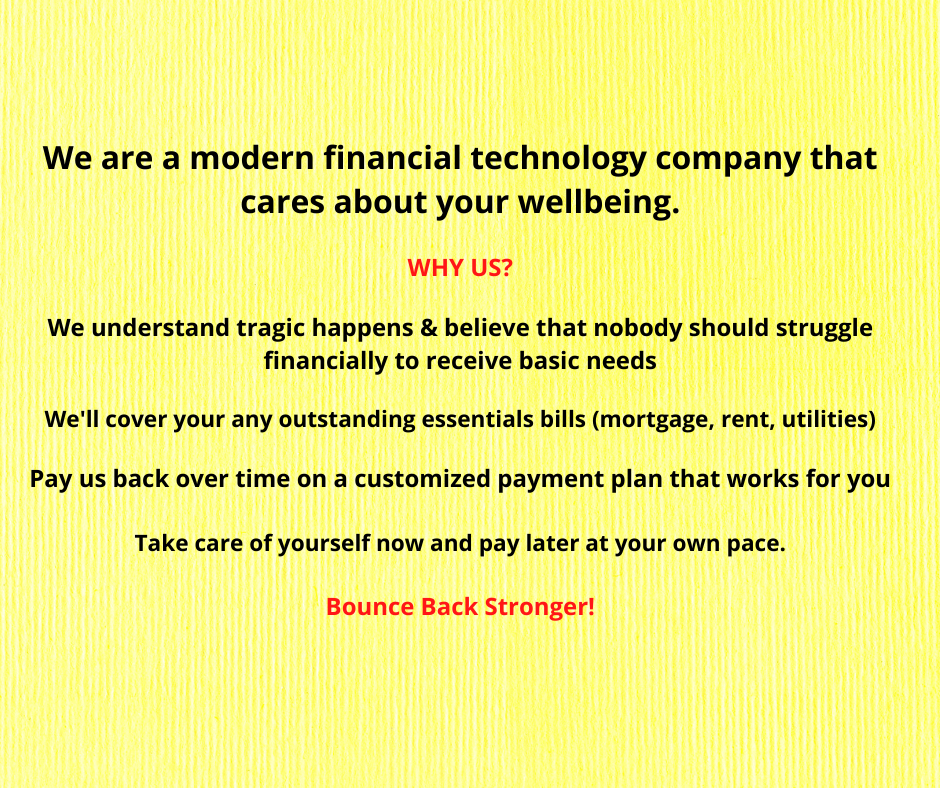 We are a modern financial technology company that
cares about your wellbeing.
WHY US?
We understand tragic happens & believe that nobody should struggle
financially to receive basic needs
We'll cover your any outstanding essentials bills (mortgage, rent, utilities)
Pay us back over time on a customized payment plan that works for you
Take care of yourself now and pay later at your own pace.
Bounce Back Stronger!